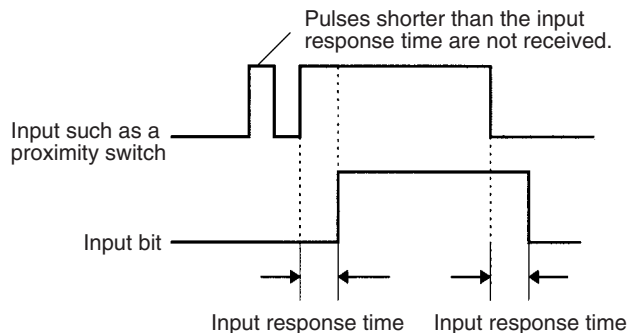 Pulses shorter than the input
response time are not received.
Input such as a
proximity switch
Input bit
Input response time
Input response time